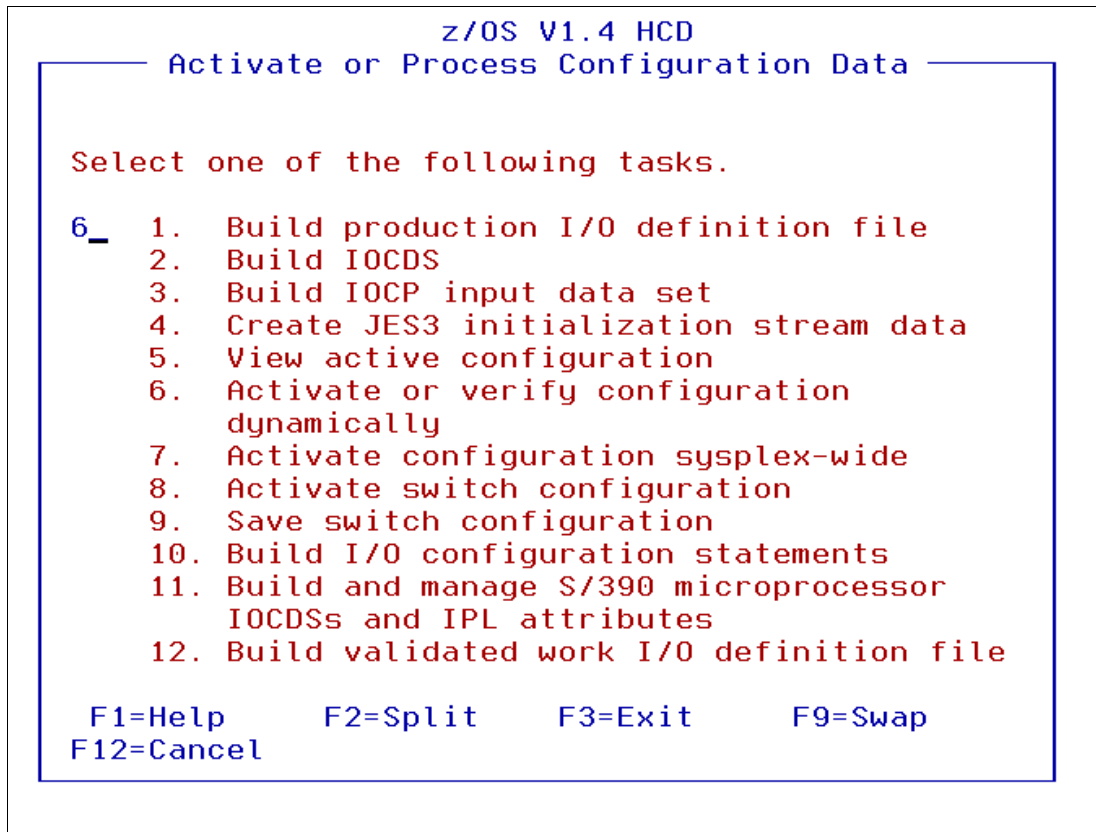 z/OS V1.4 HCD
Activate or Process Configuration Data
Select one of the following tasks.
6_ 1. Build production I/O definition file
2. Build IOCDS
3. Build IOCP input data set
4. Create JES3 initialization stream data
5. View active configuration
6. Activate or verify configuration
dynamically
7. Activate configuration sysplex-wide
8. Activate switch configuration
9. Save switch configuration
10. Build I/O configuration statements
11. Build and manage S/390 microprocessor
IOCDSs and IPL attributes
12. Build validated work I/O definition file
F1=Help F2=Split F3=Exit F9=Swap
F12=Cancel